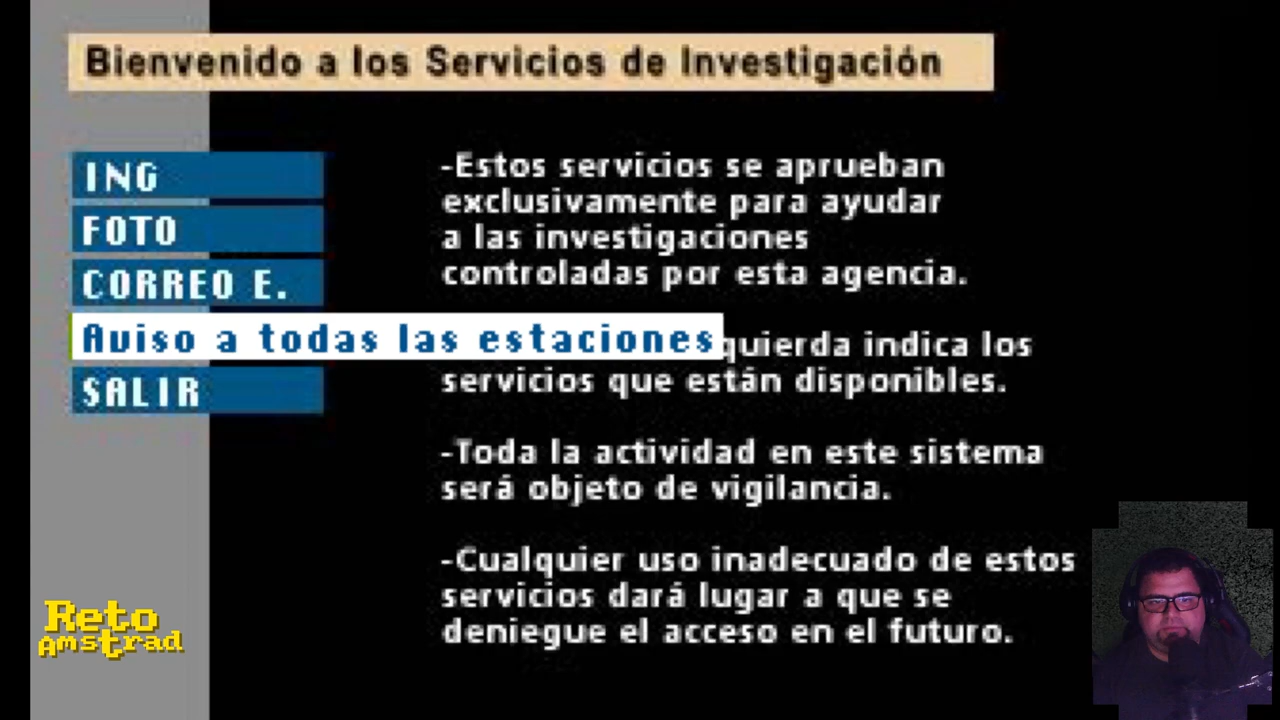 Bienvenido a los Servicios de Investigación
ING
FOTO
CORREO E.
Aviso a todas las estaciones
SALIR
-Estos servicios se aprueban
exclusivamente para ayudar
a las investigaciones
controladas por esta agencia.
quierda indica los
servicios que están disponibles.
-Toda la actividad en este sistema
será objeto de vigilancia.
-Cualquier uso inadecuado de estos
servicios dará lugar a que se
deniegue el acceso en el futuro.
Reto
Amstrad